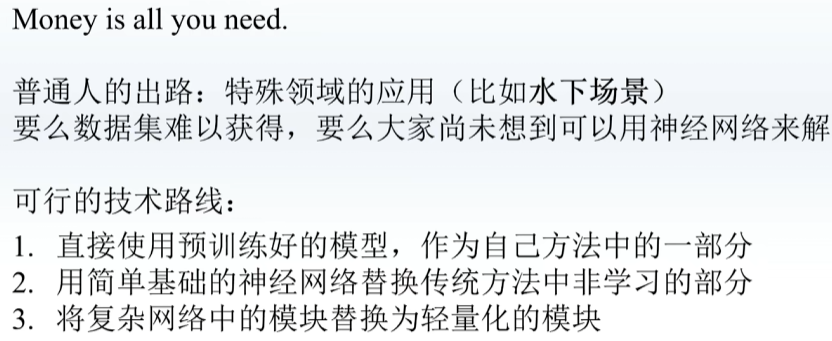 Money is all you need.
普通人的出路：特殊领域的应用（比如水下场景）
要么数据集难以获得，要么大家尚未想到可以用神经网络来解
可行的技术路线：
1. 直接使用预训练好的模型，作为自己方法中的一部分
2. 用简单基础的神经网络替换传统方法中非学习的部分
3. 将复杂网络中的模块替换为轻量化的模块